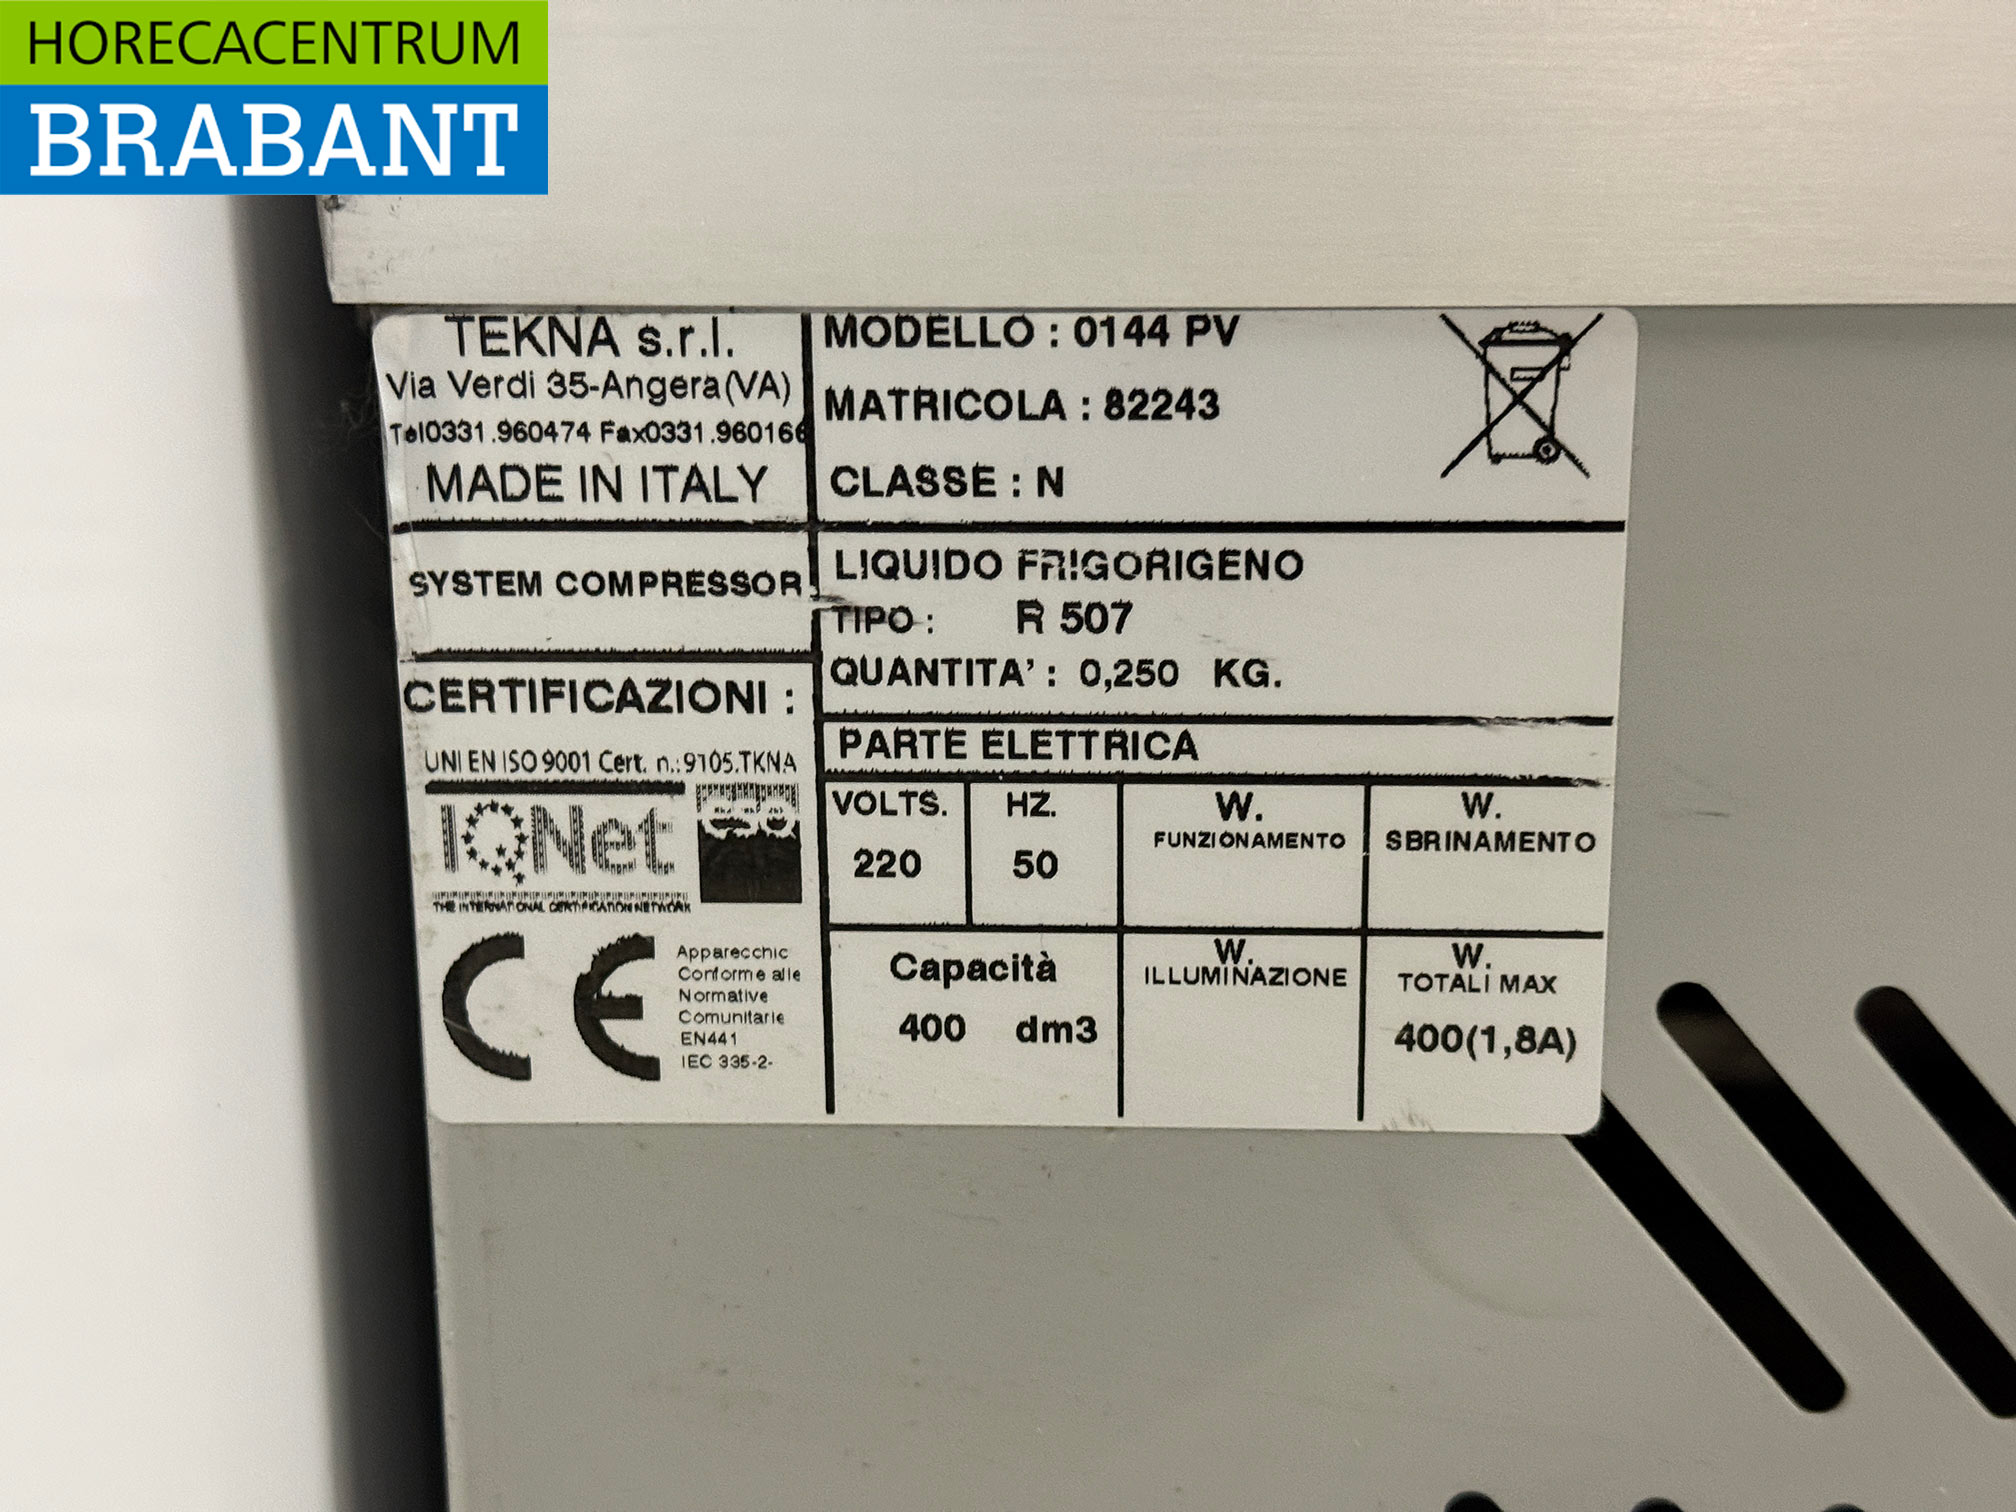 HORECACENTRUM
BRABANT
TEKNA s.r.l.
Via Verdi 35-Angera(VA)
Tel0331.960474 Fax0331.960166
MADE IN ITALY
MODELLO : 0144 PV
MATRICOLA : 82243
CLASSE : N
SYSTEM COMPRESSOR
LIQUIDO FRIGORIGENO
TIPO : R 507
QUANTITA' : 0,250 KG.
CERTIFICAZIONI :
UNI EN ISO 9001 Cert. n.:9105.TKNA
IQNet
THE INTERNATIONAL CERTIFICATION NETWORK
CE
Apparecchic
Conforme alle
Normative
Comunitarie
EN441
IEC 335-2-
PARTE ELETTRICA
VOLTS.
220
HZ.
50
W.
FUNZIONAMENTO
W.
SBRINAMENTO
Capacità
400 dm3
W.
ILLUMINAZIONE
W.
TOTALI MAX
400(1,8A)